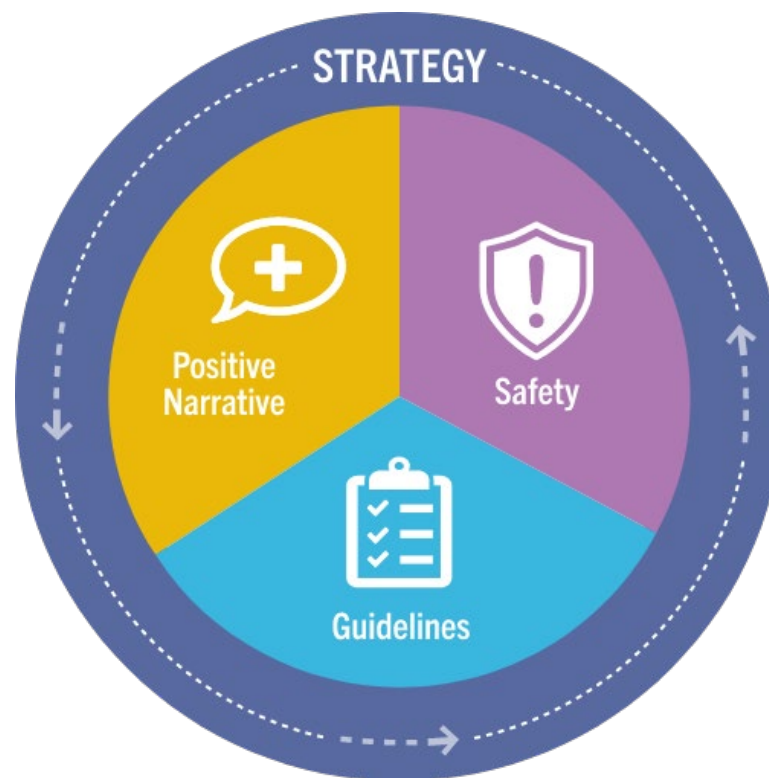 STRATEGY
Positive
Narrative
Safety
Guidelines